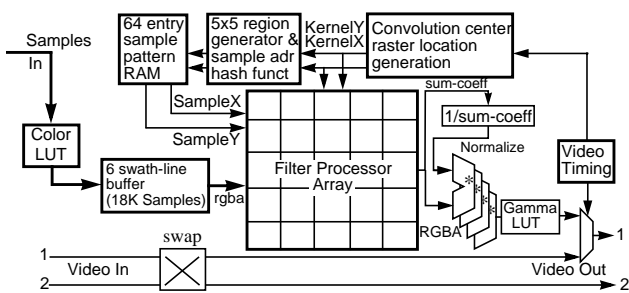 64 entry
sample
pattern
RAM
5x5 region
generator &
sample adr
hash funct
KernelY
KernelX
Convolution center
raster location
generation
Samples
In
SampleX
SampleY
sum-coeff
1/sum-coeff
Normalize
Color
LUT
6 swath-line
buffer
(18K Samples)
rgba
Filter Processor
Array
*
*
RGBA
Gamma
LUT
Video
Timing
swap
1
Video In
2
Video Out
1
2